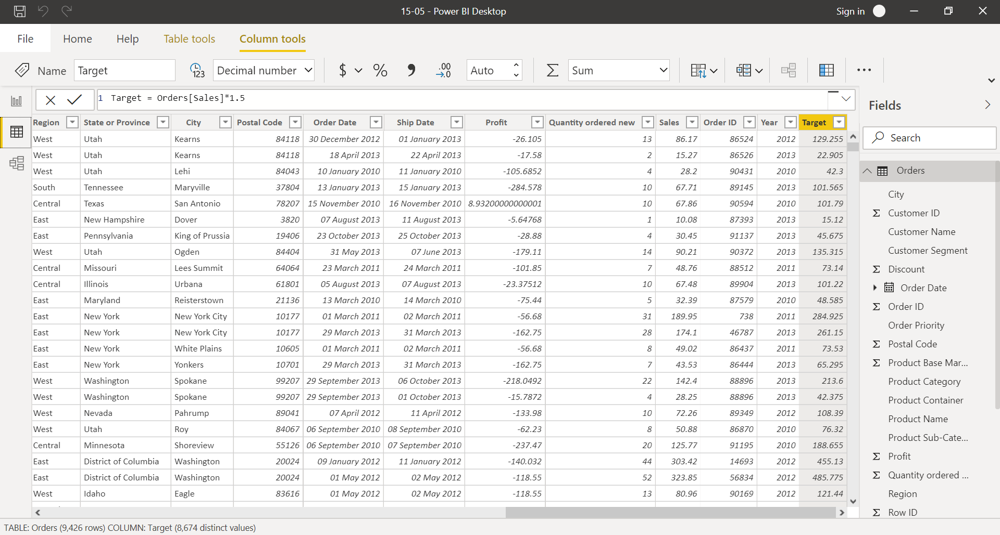 15-05 - Power BI Desktop
Sign in
File Home Help Table tools Column tools
Name Target 123 Decimal number $ % .00 →.0 Auto Σ Sum
1 Target = Orders[Sales]*1.5
Region State or Province City Postal Code Order Date Ship Date Profit Quantity ordered new Sales Order ID Year Target
West Utah Kearns 84118 30 December 2012 01 January 2013 -26.105 13 86.17 86524 2012 129.255
West Utah Kearns 84118 18 April 2013 22 April 2013 -17.58 2 15.27 86526 2013 22.905
West Utah Lehi 84043 10 January 2010 11 January 2010 -105.6852 4 28.2 90431 2010 42.3
South Tennessee Maryville 37804 13 January 2013 15 January 2013 -284.578 10 67.71 89145 2013 101.565
Central Texas San Antonio 78207 15 November 2010 16 November 2010 8.93200000000001 10 67.86 90594 2010 101.79
East New Hampshire Dover 3820 07 August 2013 11 August 2013 -5.64768 1 10.08 87393 2013 15.12
East Pennsylvania King of Prussia 19406 23 October 2013 25 October 2013 -28.88 4 30.45 91137 2013 45.675
West Utah Ogden 84404 31 May 2013 07 June 2013 -179.11 14 90.21 90372 2013 135.315
Central Missouri Lees Summit 64064 23 March 2011 24 March 2011 -101.85 7 48.76 88512 2011 73.14
Central Illinois Urbana 61801 05 August 2013 07 August 2013 -23.37512 10 67.48 89904 2013 101.22
East Maryland Reisterstown 21136 13 March 2010 14 March 2010 -75.44 5 32.39 87579 2010 48.585
East New York New York City 10177 01 March 2011 02 March 2011 -56.68 31 189.95 738 2011 284.925
East New York New York City 10177 29 March 2013 31 March 2013 -162.75 28 174.1 46787 2013 261.15
East New York White Plains 10605 01 March 2011 02 March 2011 -56.68 8 49.02 86437 2011 73.53
East New York Yonkers 10701 29 March 2013 31 March 2013 -162.75 7 43.53 86444 2013 65.295
West Washington Spokane 99207 29 September 2013 06 October 2013 -218.0492 22 142.4 88896 2013 213.6
West Washington Spokane 99207 29 September 2013 01 October 2013 -15.7872 4 28.25 88896 2013 42.375
West Nevada Pahrump 89041 07 April 2012 11 April 2012 -133.98 10 72.26 89349 2012 108.39
West Utah Roy 84067 06 September 2010 08 September 2010 -62.23 8 50.88 86870 2010 76.32
Central Minnesota Shoreview 55126 06 September 2010 07 September 2010 -237.47 20 125.77 91195 2010 188.655
East District of Columbia Washington 20024 09 January 2012 11 January 2012 -140.032 44 303.42 14693 2012 455.13
East District of Columbia Washington 20024 01 May 2012 02 May 2012 -118.55 52 323.85 56834 2012 485.775
West Idaho Eagle 83616 01 May 2012 02 May 2012 -118.55 13 80.96 90169 2012 121.44
Fields
Search
Orders
City
Σ Customer ID
Customer Name
Customer Segment
Σ Discount
Order Date
Σ Order ID
Order Priority
Σ Postal Code
Σ Product Base Mar...
Product Category
Product Container
Product Name
Product Sub-Cate...
Σ Profit
Σ Quantity ordered ...
Region
Σ Row ID
TABLE: Orders (9,426 rows) COLUMN: Target (8,674 distinct values)